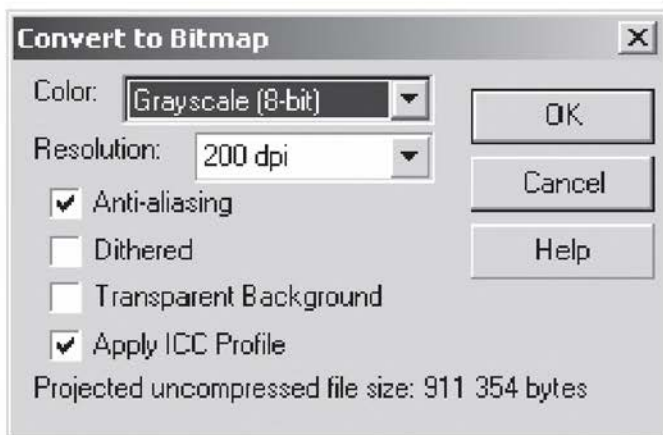 Convert to Bitmap
Color: Grayscale (8-bit)
OK
Resolution: 200 dpi
Cancel
Anti-aliasing
Dithered
Help
Transparent Background
Apply ICC Profile
Projected uncompressed file size: 911 354 bytes